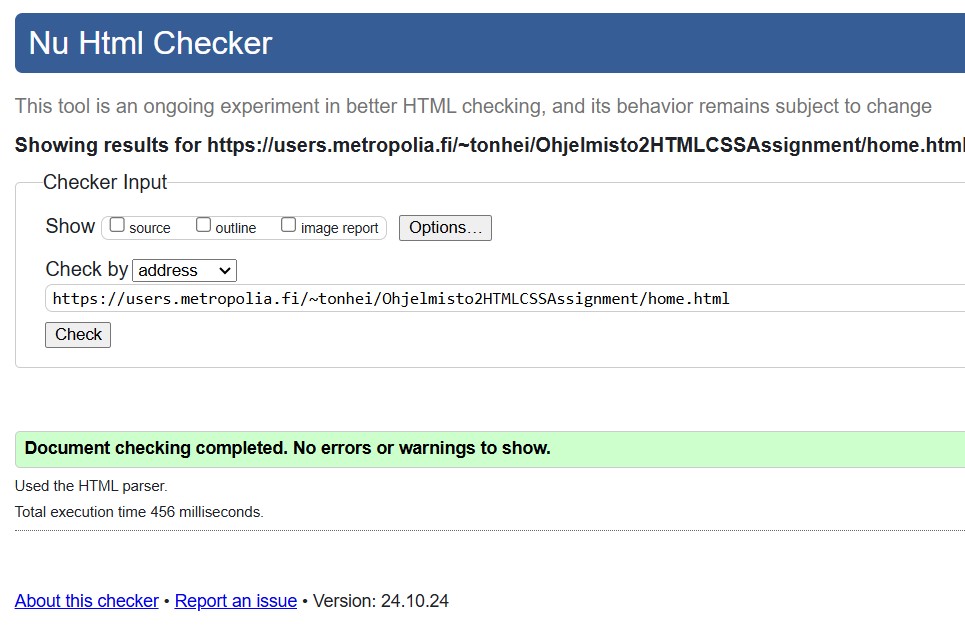 Nu Html Checker
This tool is an ongoing experiment in better HTML checking, and its behavior remains subject to change
Showing results for https://users.metropolia.fi/~tonhei/Ohjelmisto2HTMLCSSAssignment/home.html
Checker Input
Show source outline image report Options...
Check by address
https://users.metropolia.fi/~tonhei/Ohjelmisto2HTMLCSSAssignment/home.html
Check
Document checking completed. No errors or warnings to show.
Used the HTML parser.
Total execution time 456 milliseconds.
About this checker • Report an issue • Version: 24.10.24